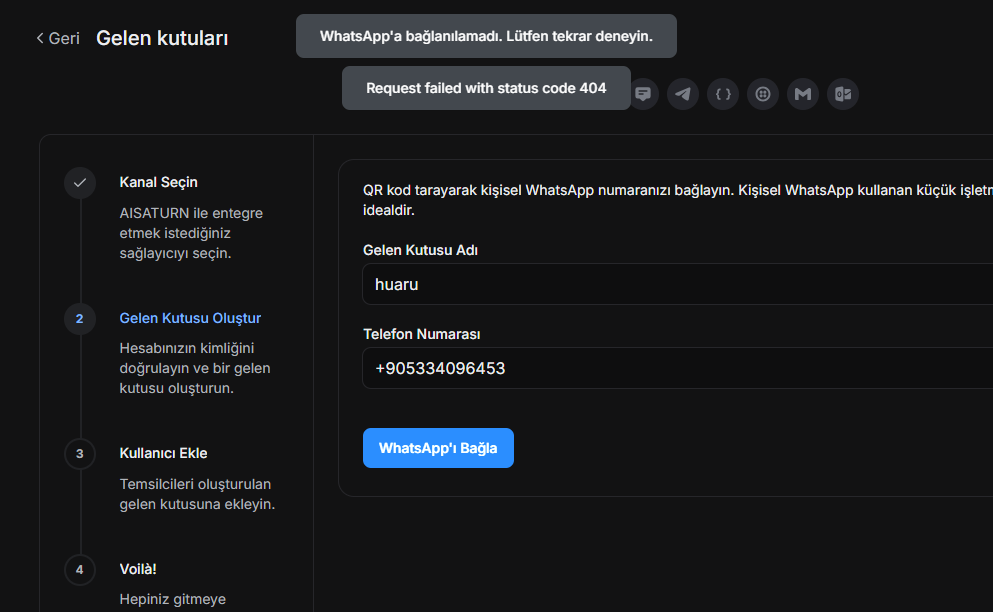 Geri Gelen kutuları
WhatsApp'a bağlanılamadı. Lütfen tekrar deneyin.
Request failed with status code 404
Kanal Seçin
AISATURN ile entegre
etmek istediğiniz
sağlayıcıyı seçin.
2 Gelen Kutusu Oluştur
Hesabınızın kimliğini
doğrulayın ve bir gelen
kutusu oluşturun.
3 Kullanıcı Ekle
Temsilcileri oluşturulan
gelen kutusuna ekleyin.
4 Voilà!
Hepiniz gitmeye
QR kod tarayarak kişisel WhatsApp numaranızı bağlayın. Kişisel WhatsApp kullanan küçük işletm
idealdir.
Gelen Kutusu Adı
huaru
Telefon Numarası
+905334096453
WhatsApp'ı Bağla